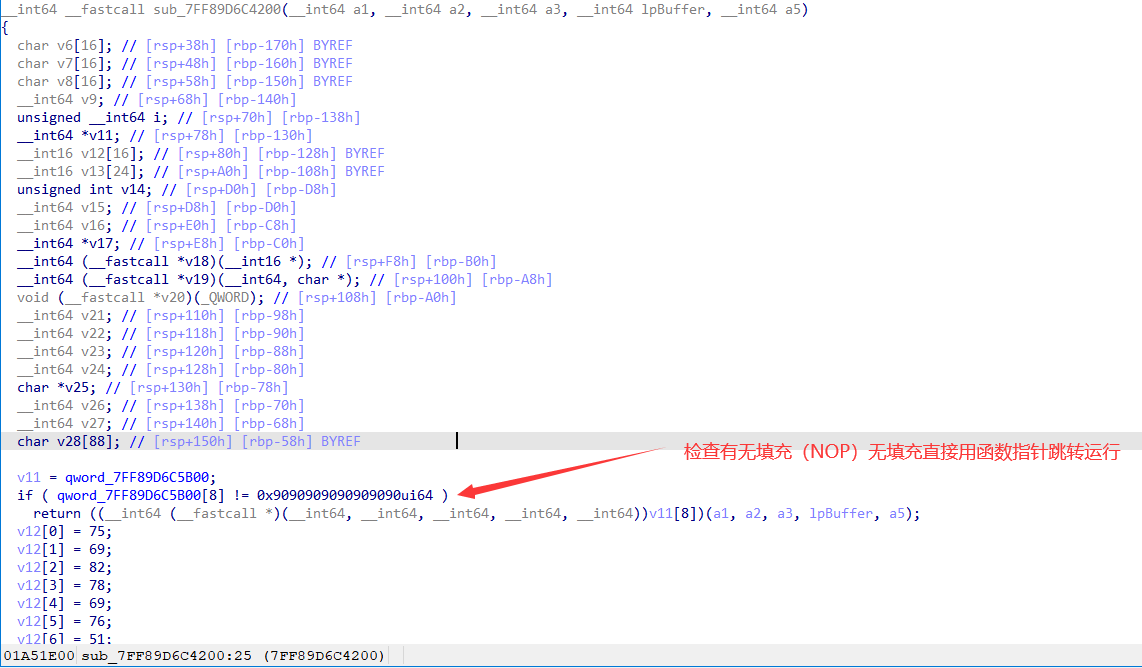 __int64 __fastcall sub_7FF89D6C4200(__int64 a1, __int64 a2, __int64 a3, __int64 lpBuffer, __int64 a5)
{
  char v6[16]; // [rsp+38h] [rbp-170h] BYREF
  char v7[16]; // [rsp+48h] [rbp-160h] BYREF
  char v8[16]; // [rsp+58h] [rbp-150h] BYREF
  __int64 v9; // [rsp+68h] [rbp-140h]
  unsigned __int64 i; // [rsp+70h] [rbp-138h]
  __int64 *v11; // [rsp+78h] [rbp-130h]
  __int16 v12[16]; // [rsp+80h] [rbp-128h] BYREF
  __int16 v13[24]; // [rsp+A0h] [rbp-108h] BYREF
  unsigned int v14; // [rsp+D0h] [rbp-D8h]
  __int64 v15; // [rsp+D8h] [rbp-D0h]
  __int64 v16; // [rsp+E0h] [rbp-C8h]
  __int64 *v17; // [rsp+E8h] [rbp-C0h]
  __int64 (__fastcall *v18)(__int16 *); // [rsp+F8h] [rbp-B0h]
  __int64 (__fastcall *v19)(__int64, char *); // [rsp+100h] [rbp-A8h]
  void (__fastcall *v20)(_QWORD); // [rsp+108h] [rbp-A0h]
  __int64 v21; // [rsp+110h] [rbp-98h]
  __int64 v22; // [rsp+118h] [rbp-90h]
  __int64 v23; // [rsp+120h] [rbp-88h]
  __int64 v24; // [rsp+128h] [rbp-80h]
  char *v25; // [rsp+130h] [rbp-78h]
  __int64 v26; // [rsp+138h] [rbp-70h]
  __int64 v27; // [rsp+140h] [rbp-68h]
  char v28[88]; // [rsp+150h] [rbp-58h] BYREF
检查有无填充（NOP）无填充直接用函数指针跳转运行
  v11 = qword_7FF89D6C5B00;
  if ( qword_7FF89D6C5B00[8] != 0x9090909090909090ui64 )
    return ((__int64 (__fastcall *)(__int64, __int64, __int64, __int64, __int64))v11[8])(a1, a2, a3, lpBuffer, a5);
  v12[0] = 75;
  v12[1] = 69;
  v12[2] = 82;
  v12[3] = 78;
  v12[4] = 69;
  v12[5] = 76;
  v12[6] = 51;
01A51E00 sub_7FF89D6C4200:25 (7FF89D6C4200)